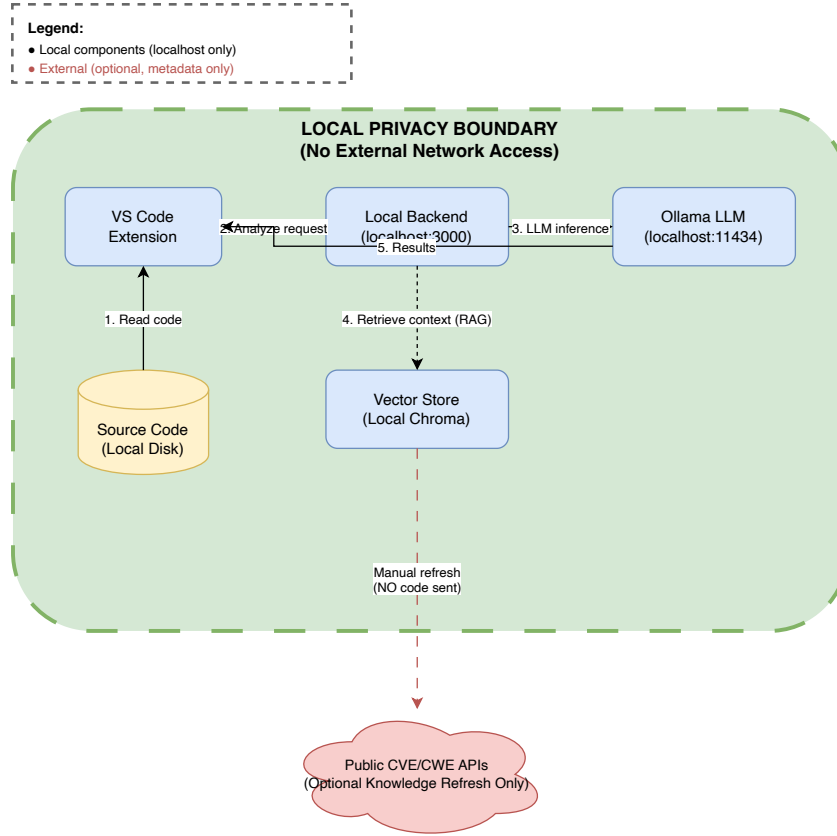 Legend:
● Local components (localhost only)
● External (optional, metadata only)
LOCAL PRIVACY BOUNDARY
(No External Network Access)
VS Code
Extension
Local Backend
(localhost:3000)
Ollama LLM
(localhost:11434)
2. Analyze request
3. LLM inference
5. Results
1. Read code
4. Retrieve context (RAG)
Source Code
(Local Disk)
Vector Store
(Local Chroma)
Manual refresh
(NO code sent)
Public CVE/CWE APIs
(Optional Knowledge Refresh Only)